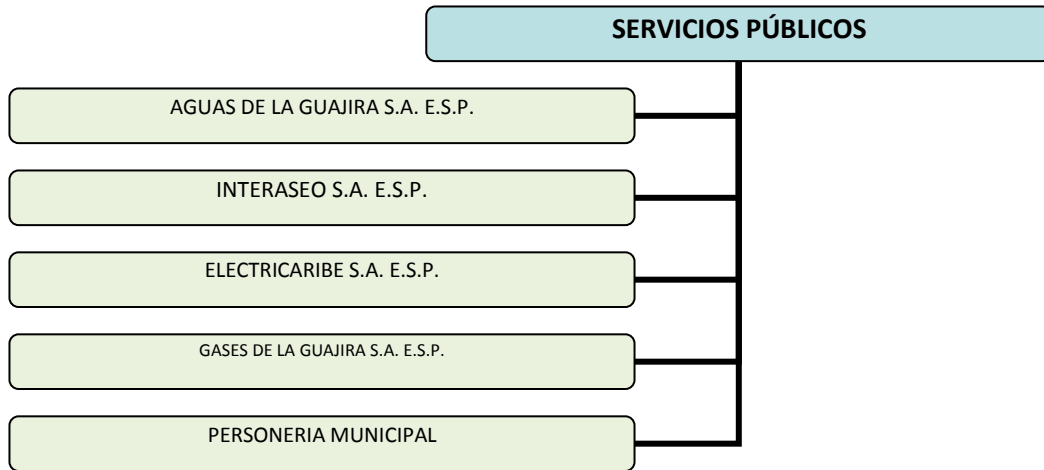 SERVICIOS PÚBLICOS
AGUAS DE LA GUAJIRA S.A. E.S.P.
INTERASEO S.A. E.S.P.
ELECTRICARIBE S.A. E.S.P.
GASES DE LA GUAJIRA S.A. E.S.P.
PERSONERIA MUNICIPAL